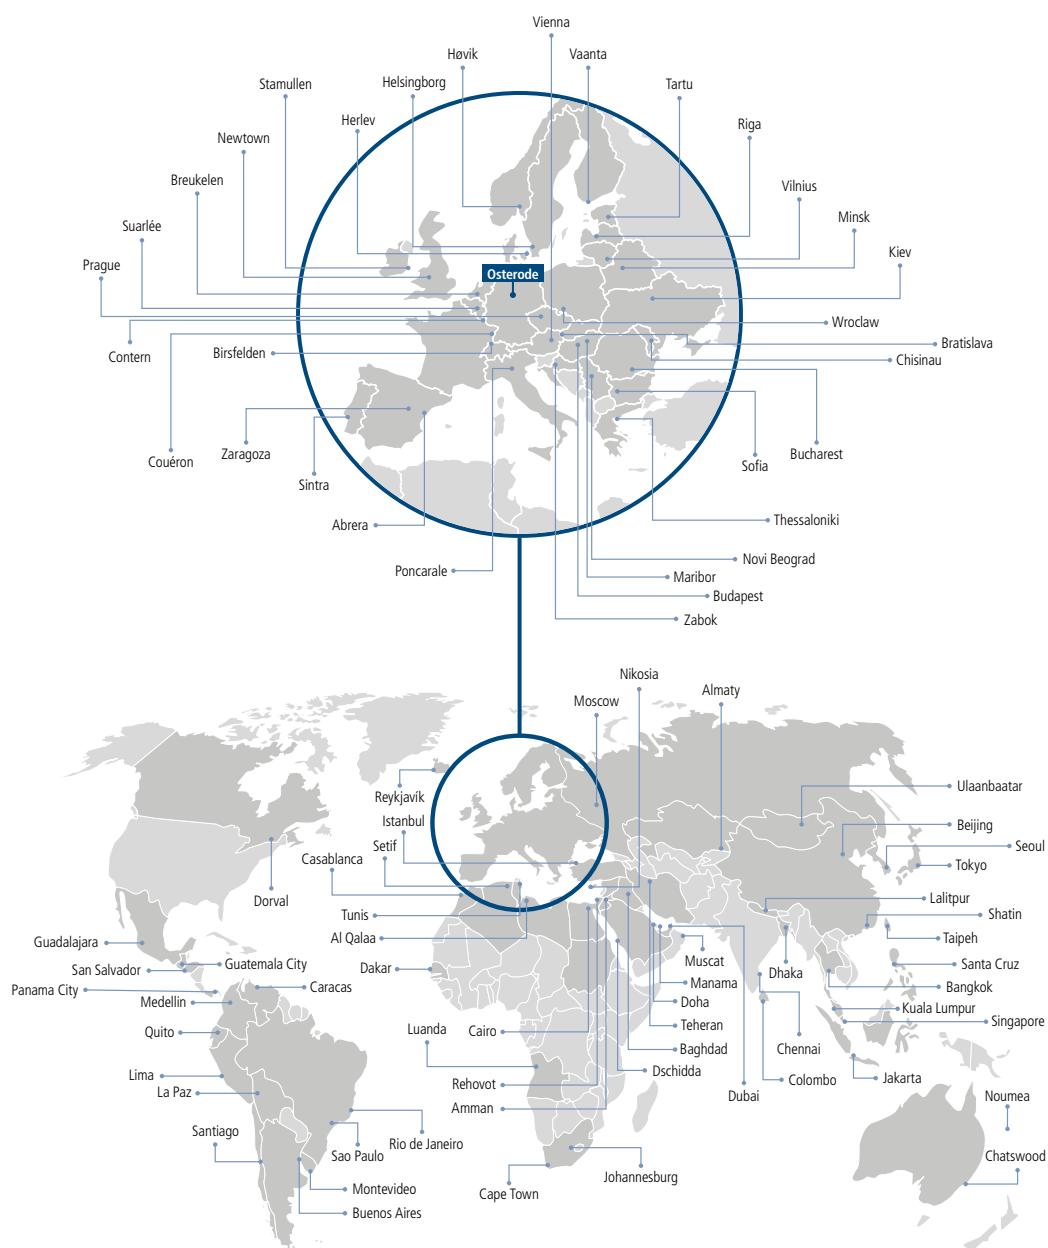 Vienna
Høvik
Vaanta
Stamullen
Helsingborg
Tartu
Herlev
Riga
Newtown
Breukelen
Vilnius
Suarlée
Minsk
Prague
Kiev
Osterode
Wroclaw
Contern
Birsfelden
Bratislava
Chisinau
Couéron
Zaragoza
Sintra
Sofia
Bucharest
Abrera
Thessaloniki
Poncarale
Novi Beograd
Maribor
Budapest
Zabok
Nikosia
Moscow
Almaty
Reykjavík
Ulaanbaatar
Istanbul
Beijing
Setif
Seoul
Casablanca
Tokyo
Dorval
Lalitpur
Tunis
Shatin
Al Qalaa
Taipeh
Guadalajara
Guatemala City
Muscat
San Salvador
Dakar
Dhaka
Santa Cruz
Panama City
Caracas
Manama
Bangkok
Medellin
Doha
Kuala Lumpur
Quito
Luanda
Cairo
Teheran
Singapore
Baghdad
Chennai
Lima
Dschidda
Jakarta
La Paz
Rehovot
Colombo
Dubai
Amman
Noumea
Santiago
Rio de Janeiro
Sao Paulo
Chatswood
Johannesburg
Montevideo
Cape Town
Buenos Aires